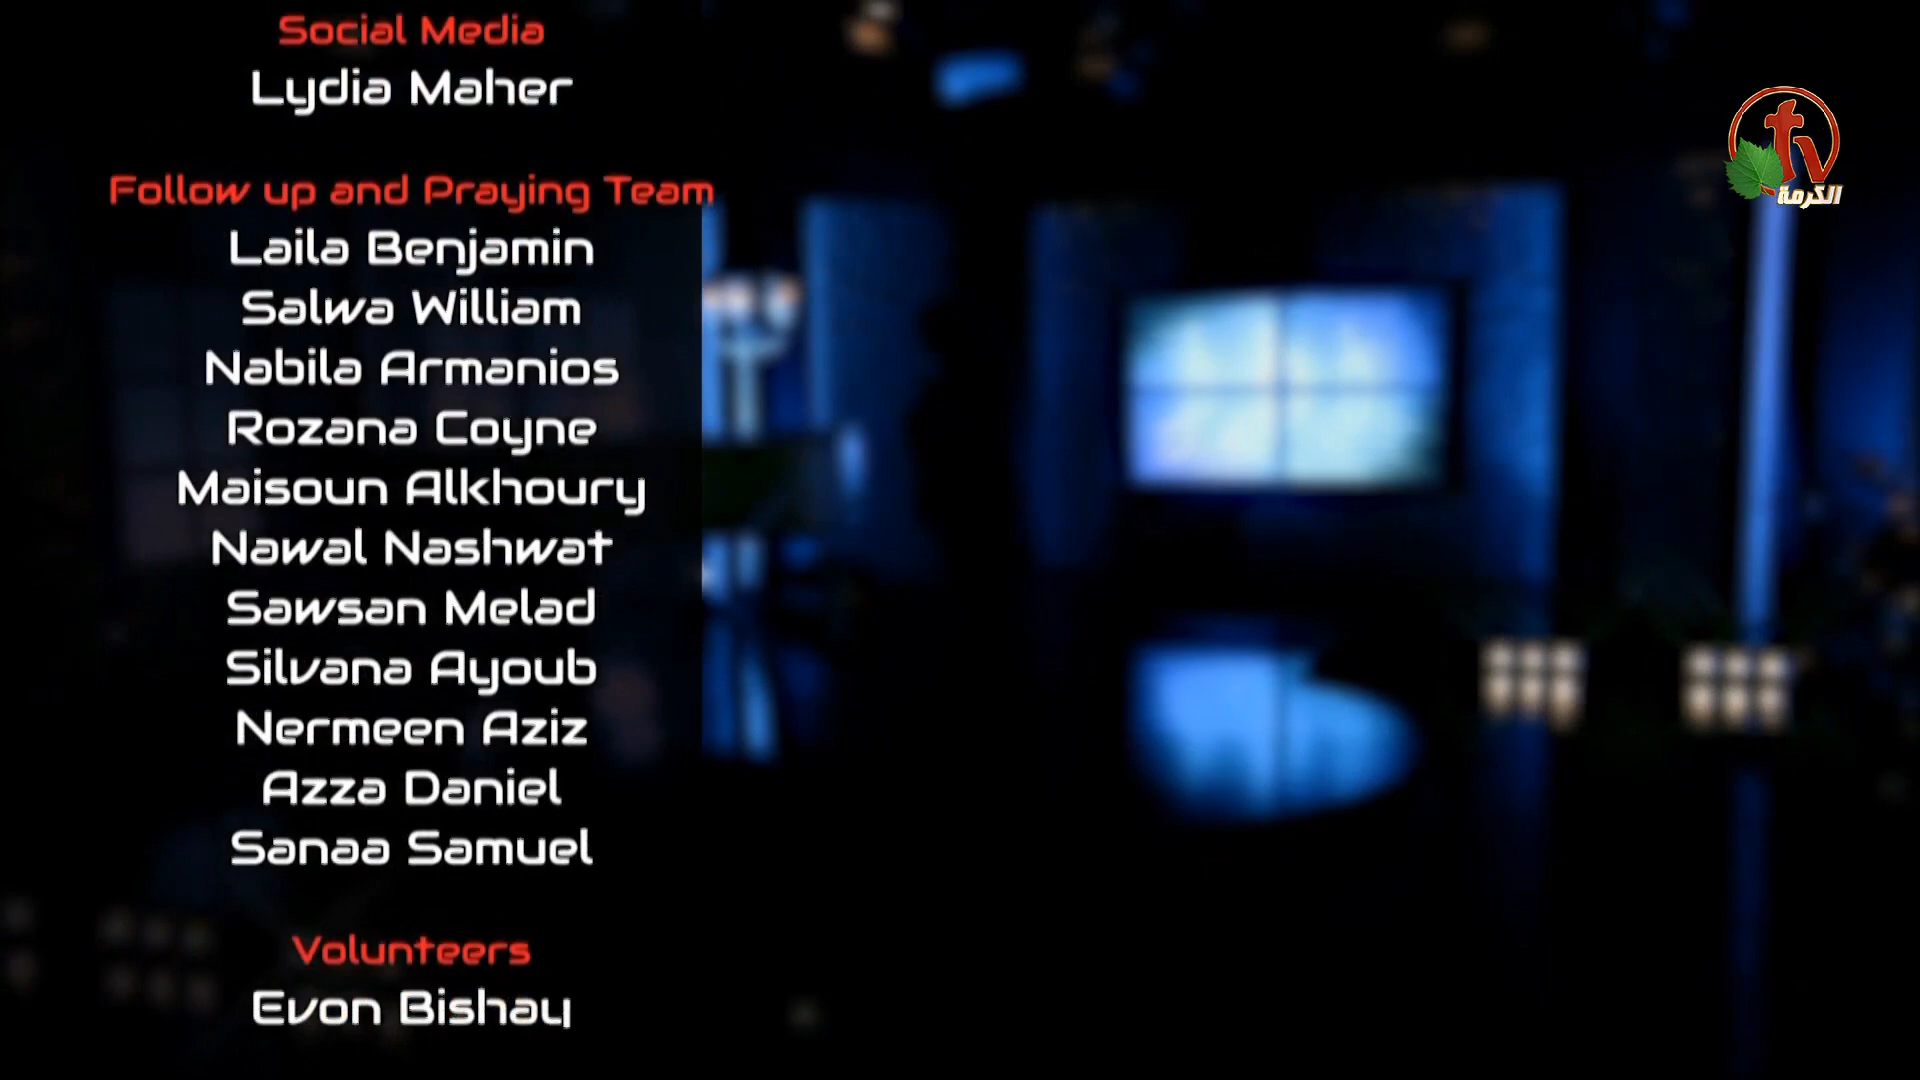 Social Media
Lydia Maher
Follow up and Praying Team
Laila Benjamin
Salwa William
Nabila Armanios
Rozana Coyne
Maisoun Alkhoury
Nawal Nashwat
Sawsan Melad
Silvana Ayoub
Nermeen Aziz
Azza Daniel
Sanaa Samuel
Volunteers
Evon Bishay
tv
الكرمة